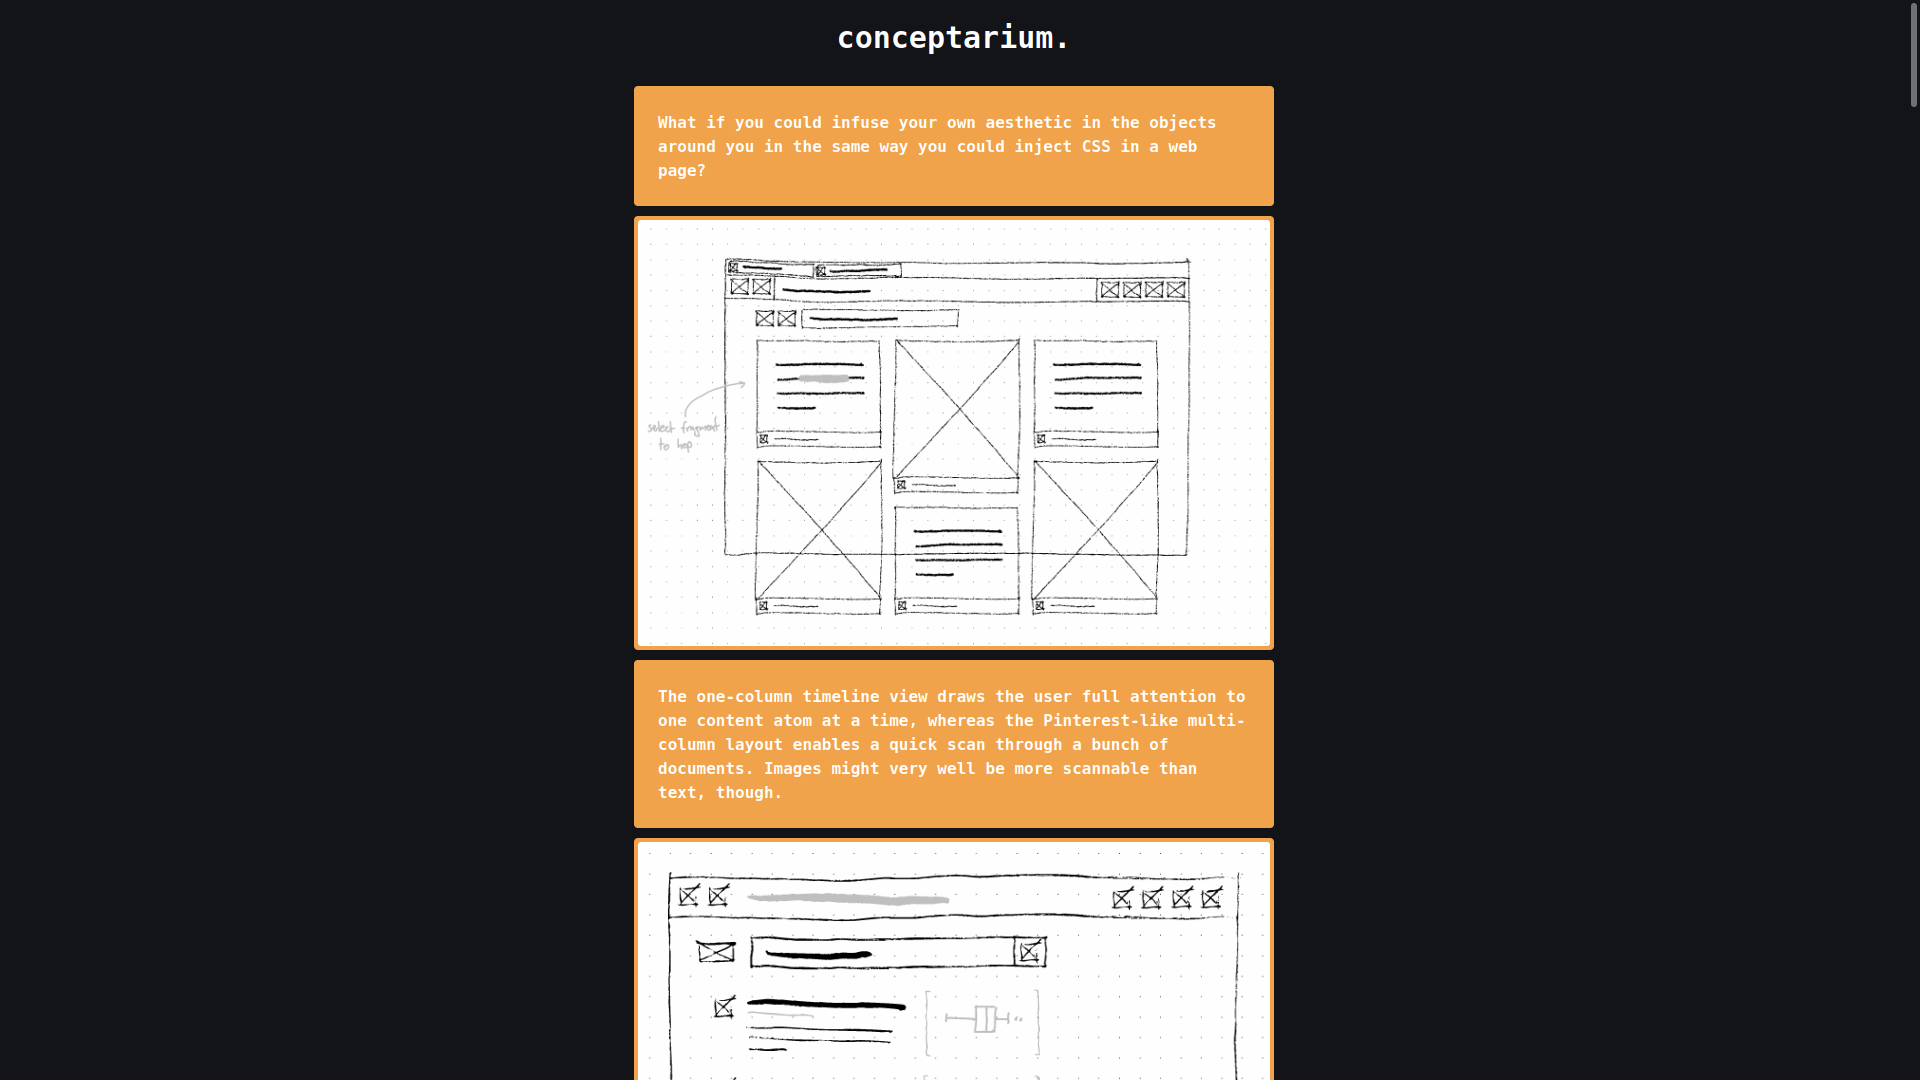 conceptarium.
What if you could infuse your own aesthetic in the objects
around you in the same way you could inject CSS in a web
page?
select fragment
to hop
The one-column timeline view draws the user full attention to
one content atom at a time, whereas the Pinterest-like multi-
column layout enables a quick scan through a bunch of
documents. Images might very well be more scannable than
text, though.